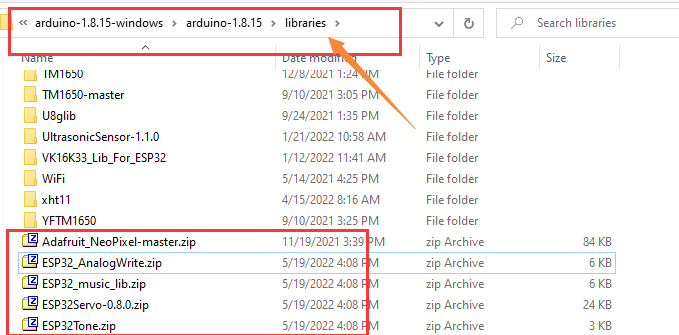 « arduino-1.8.15-windows > arduino-1.8.15 > libraries > Search libraries
Name Date modified Type Size
TM1650 12/8/2021 1:24 PM File folder
TM1650-master 9/10/2021 3:05 PM File folder
U8glib 9/24/2021 1:35 PM File folder
UltrasonicSensor-1.1.0 1/21/2022 10:58 AM File folder
VK16K33_Lib_For_ESP32 1/12/2022 11:41 AM File folder
WiFi 5/14/2021 4:25 PM File folder
xht11 4/15/2022 8:16 AM File folder
YFTM1650 9/10/2021 3:25 PM File folder
Adafruit_NeoPixel-master.zip 11/19/2021 3:39 PM zip Archive 84 KB
ESP32_AnalogWrite.zip 5/19/2022 4:08 PM zip Archive 6 KB
ESP32_music_lib.zip 5/19/2022 4:08 PM zip Archive 6 KB
ESP32Servo-0.8.0.zip 5/19/2022 4:08 PM zip Archive 24 KB
ESP32Tone.zip 5/19/2022 4:08 PM zip Archive 3 KB